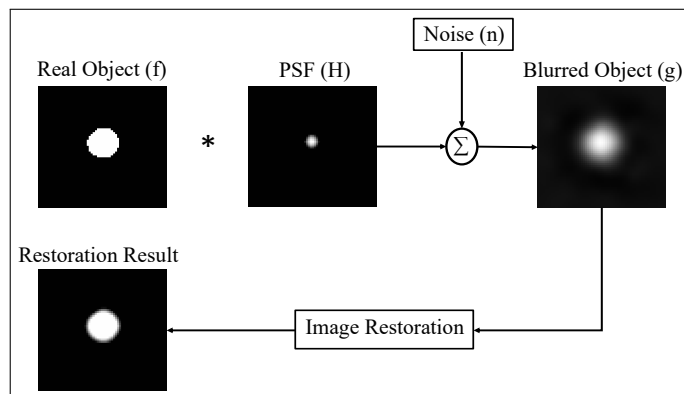 Noise (n)
Real Object (f)
PSF (H)
Blurred Object (g)
*
Σ
Restoration Result
Image Restoration